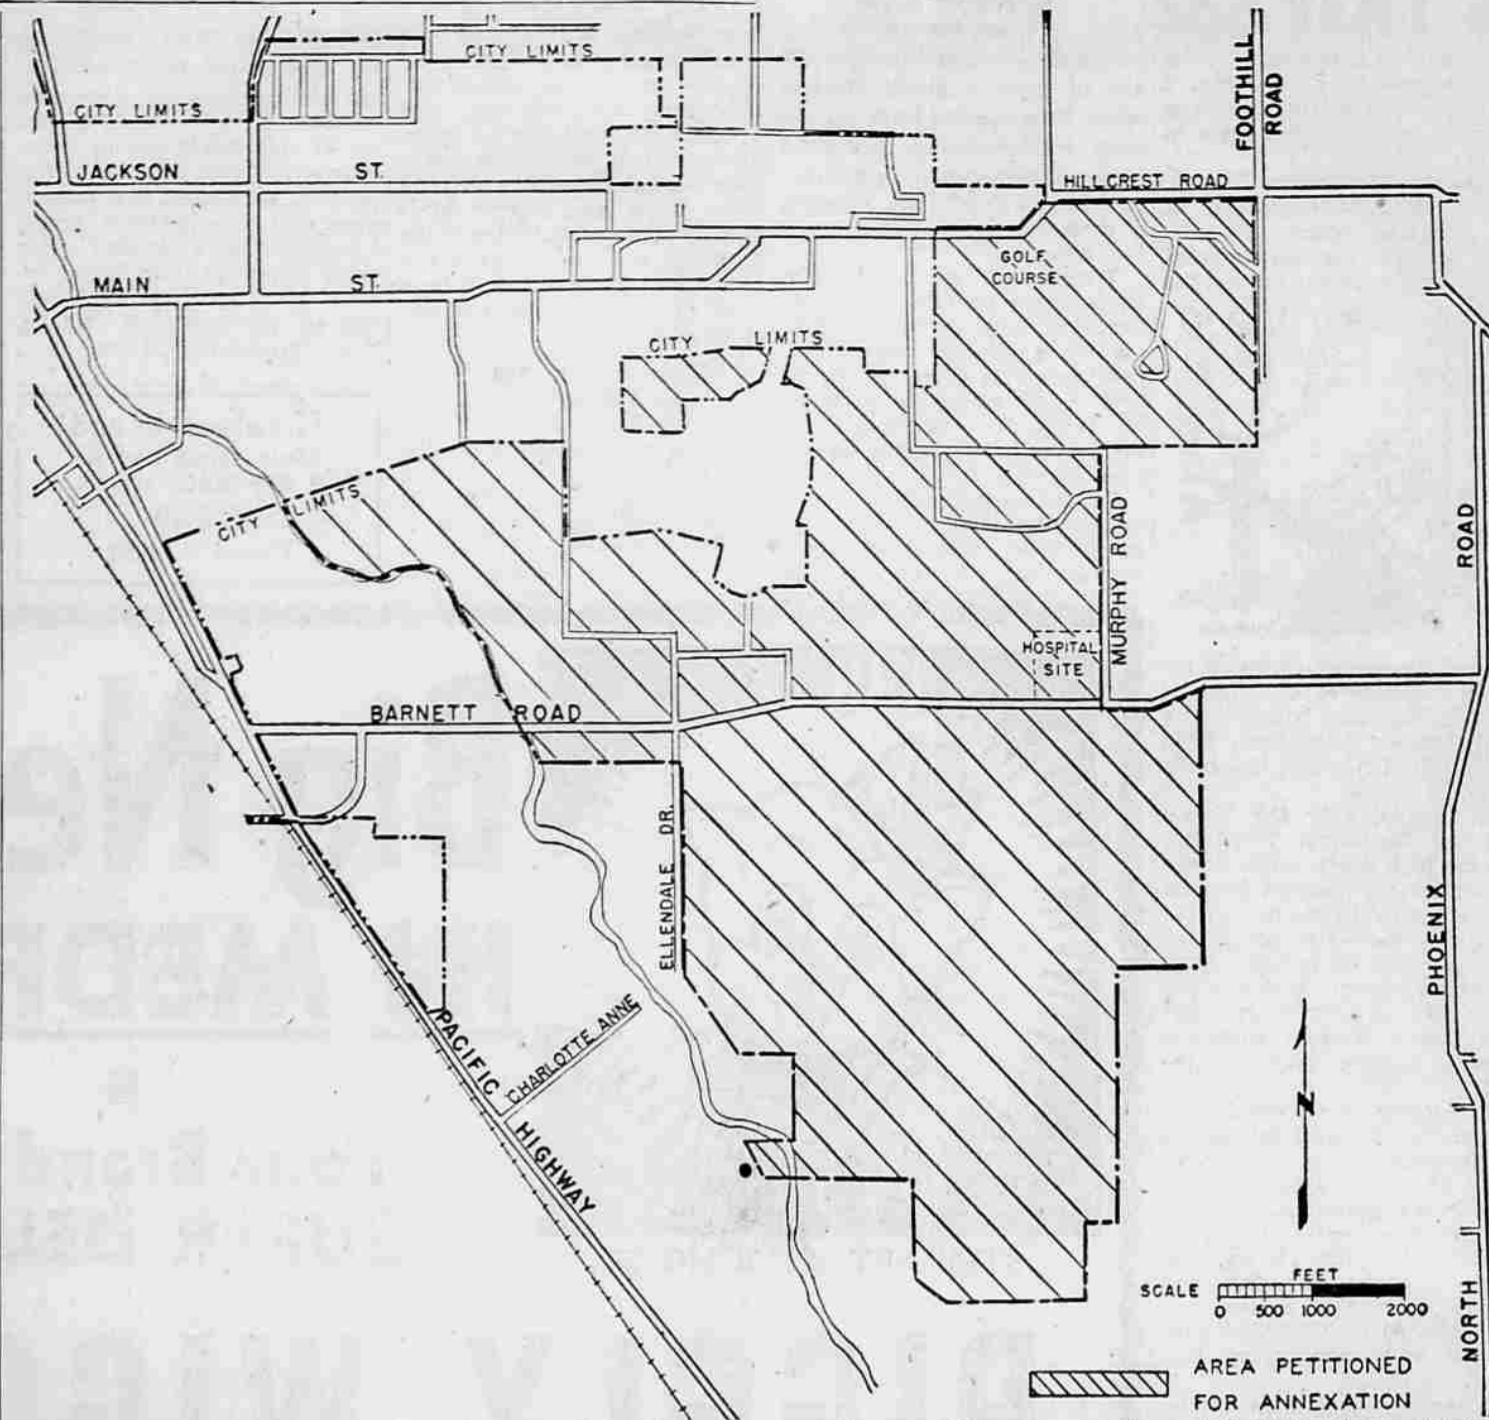 CITY LIMITS
CITY LIMITS
FOOTHILL
ROAD
JACKSON ST.
HILLCREST ROAD
MAIN ST.
GOLF
COURSE
CITY LIMITS
CITY LIMITS
MURPHY ROAD
ROAD
HOSPITAL
SITE
BARNETT ROAD
ELLENDALE DR.
PHOENIX
PACIFIC
CHARLOTTE ANNE
HIGHWAY
N
SCALE
FEET
0 500 1000 2000
NORTH
AREA PETITIONED
FOR ANNEXATION